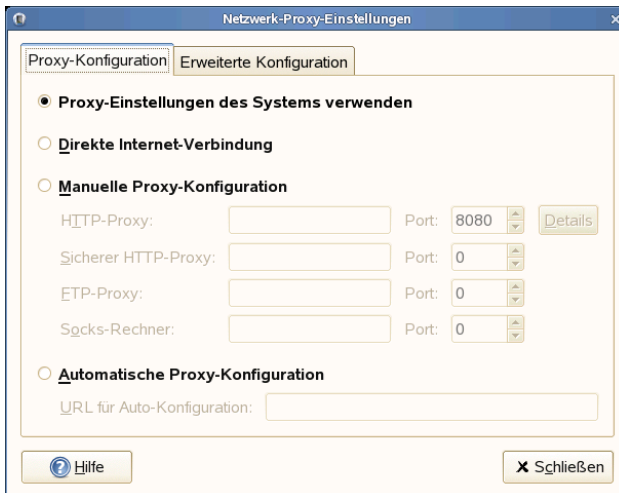 Netzwerk-Proxy-Einstellungen
Proxy-Konfiguration Erweiterte Konfiguration
Proxy-Einstellungen des Systems verwenden
Direkte Internet-Verbindung
Manuelle Proxy-Konfiguration
HTTP-Proxy: Port: 8080 Details
Sicherer HTTP-Proxy: Port: 0
FTP-Proxy: Port: 0
Socks-Rechner: Port: 0
Automatische Proxy-Konfiguration
URL für Auto-Konfiguration:
Hilfe Schließen